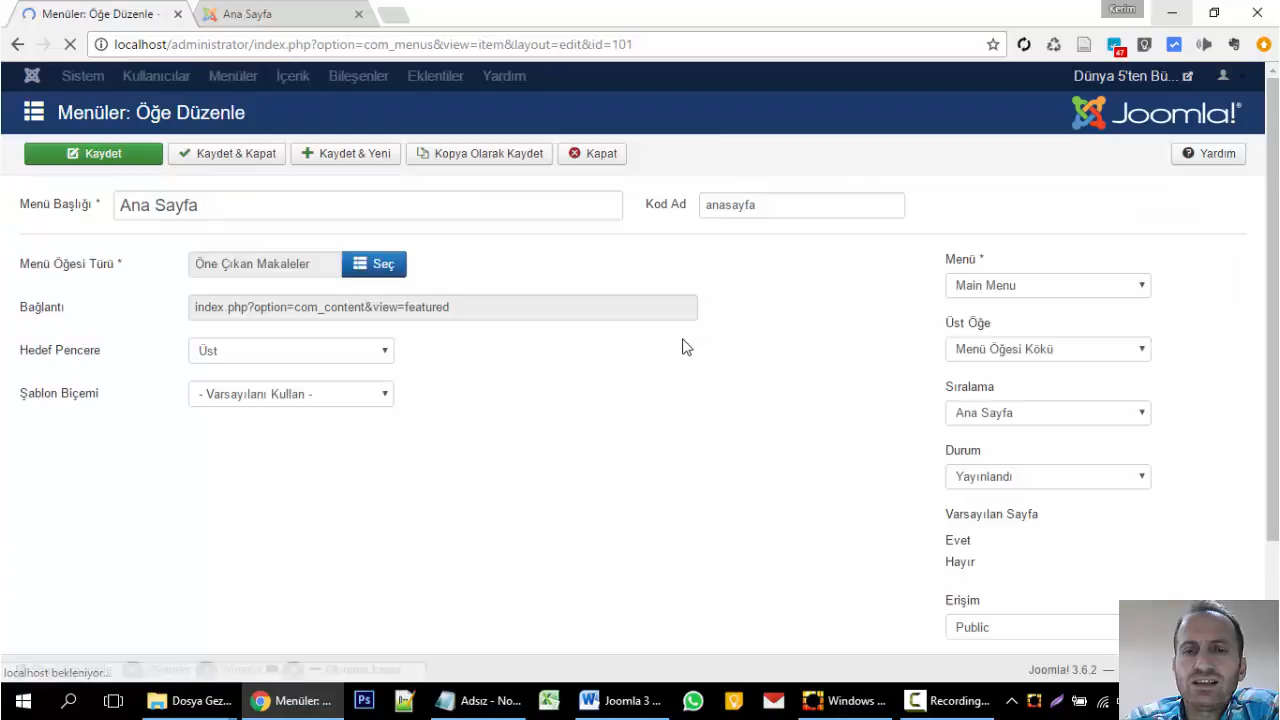 Menüler: Öğe Düzenle -
Ana Sayfa
Kerim
localhost/administrator/index.php?option=com_menus&view=item&layout=edit&id=101
47
Sistem Kullanıcılar Menüler İçerik Bileşenler Eklentiler Yardım
Dünya 5'ten Bü...
Menüler: Öğe Düzenle
Joomla!®
Kaydet
Kaydet & Kapat
Kaydet & Yeni
Kopya Olarak Kaydet
Kapat
Yardım
Menü Başlığı * Ana Sayfa
Kod Ad anasayfa
Menü Öğesi Türü * Öne Çıkan Makaleler Seç
Bağlantı index.php?option=com_content&view=featured
Hedef Pencere Üst
Şablon Biçemi - Varsayılanı Kullan -
Menü *
Main Menu
Üst Öğe
Menü Öğesi Kökü
Sıralama
Ana Sayfa
Durum
Yayınlandı
Varsayılan Sayfa
Evet
Hayır
Erişim
Public
localhost bekleniyor...
Joomla! 3.6.2 —
Dosya Gez...
Menüler: ...
Adsız - No...
Joomla 3 ...
Windows ...
Recording...